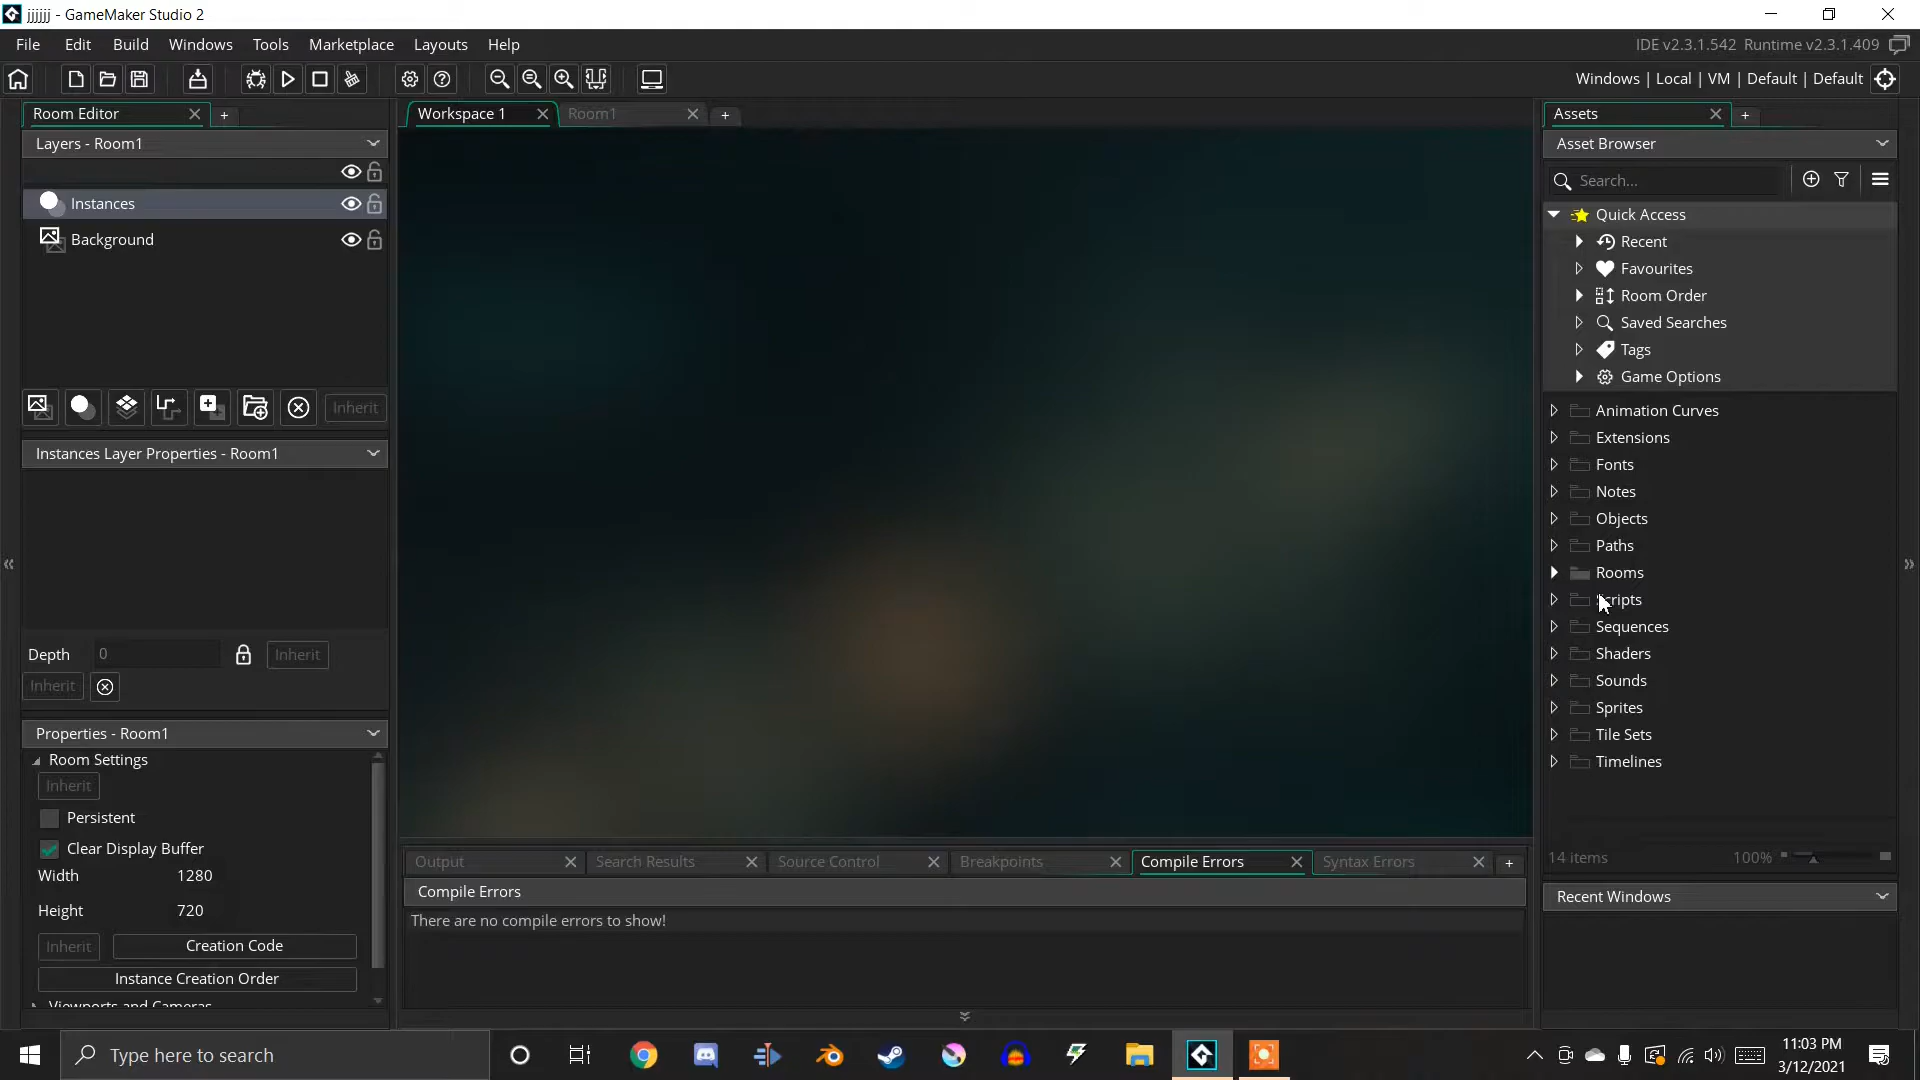 jjjjjj - GameMaker Studio 2
File Edit Build Windows Tools Marketplace Layouts Help
IDE v2.3.1.542 Runtime v2.3.1.409
Windows | Local | VM | Default | Default
Room Editor
Layers - Room1
Instances
Background
Inherit
Instances Layer Properties - Room1
Depth 0 Inherit
Inherit
Properties - Room1
Room Settings
Inherit
Persistent
Clear Display Buffer
Width 1280
Height 720
Inherit Creation Code
Instance Creation Order
Viewports and Cameras
Workspace 1 Room1
Output Search Results Source Control Breakpoints Compile Errors Syntax Errors
Compile Errors
There are no compile errors to show!
Assets
Asset Browser
Search...
Quick Access
Recent
Favourites
Room Order
Saved Searches
Tags
Game Options
Animation Curves
Extensions
Fonts
Notes
Objects
Paths
Rooms
Scripts
Sequences
Shaders
Sounds
Sprites
Tile Sets
Timelines
14 items 100%
Recent Windows
Type here to search
11:03 PM
3/12/2021